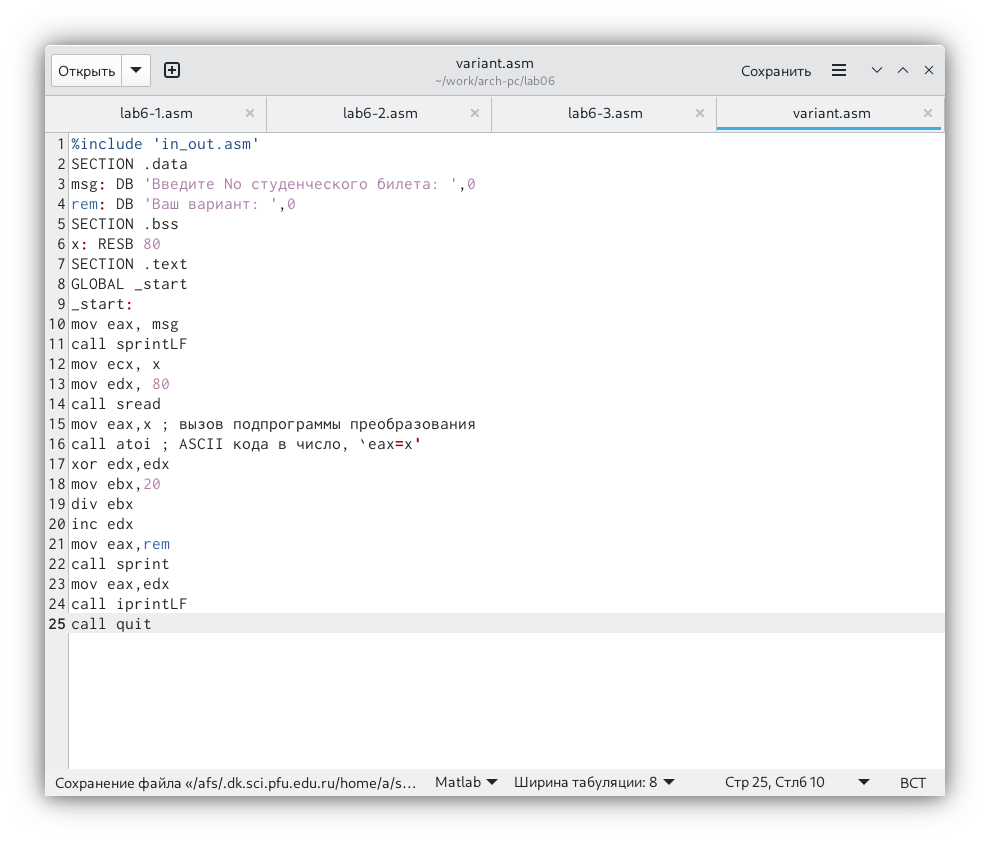 Открыть
variant.asm
~/work/arch-pc/lab06
Сохранить
lab6-1.asm
lab6-2.asm
lab6-3.asm
variant.asm
1 %include 'in_out.asm'
2 SECTION .data
3 msg: DB 'Введите No студенческого билета: ',0
4 rem: DB 'Ваш вариант: ',0
5 SECTION .bss
6 x: RESB 80
7 SECTION .text
8 GLOBAL _start
9 _start:
10 mov eax, msg
11 call sprintLF
12 mov ecx, x
13 mov edx, 80
14 call sread
15 mov eax,x ; вызов подпрограммы преобразования
16 call atoi ; ASCII кода в число, `eax=x'
17 xor edx,edx
18 mov ebx,20
19 div ebx
20 inc edx
21 mov eax,rem
22 call sprint
23 mov eax,edx
24 call iprintLF
25 call quit
Сохранение файла «/afs/.dk.sci.pfu.edu.ru/home/a/s…
Matlab
Ширина табуляции: 8
Стр 25, Стлб 10
ВСТ